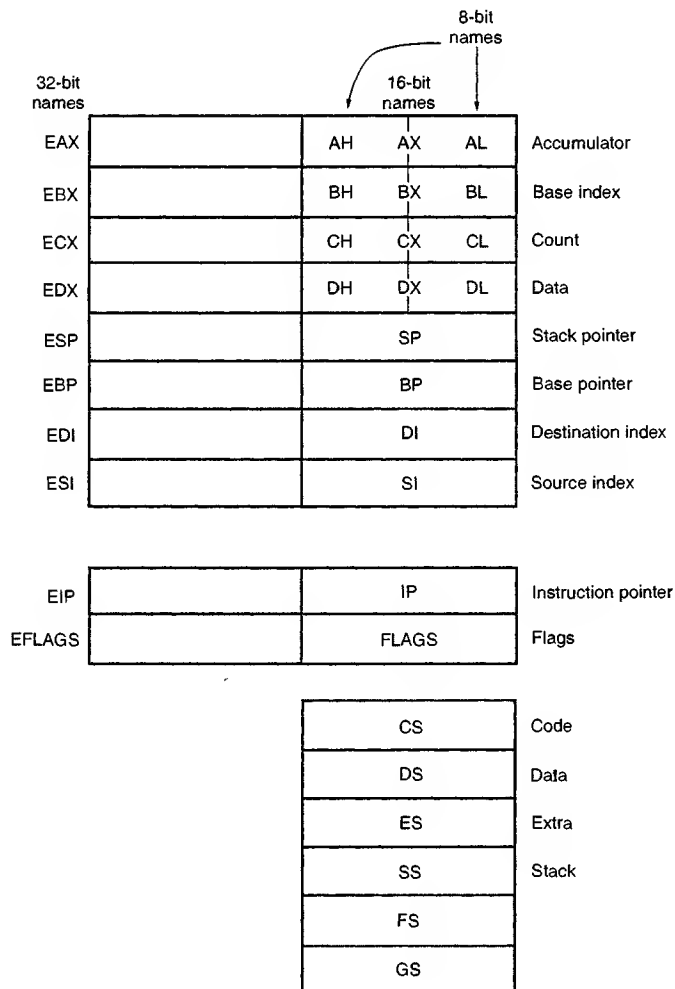 8-bit
names
32-bit
names
16-bit
names
EAX AH AX AL Accumulator
EBX BH BX BL Base index
ECX CH CX CL Count
EDX DH DX DL Data
ESP SP Stack pointer
EBP BP Base pointer
EDI DI Destination index
ESI SI Source index
EIP IP Instruction pointer
EFLAGS FLAGS Flags
CS Code
DS Data
ES Extra
SS Stack
FS
GS